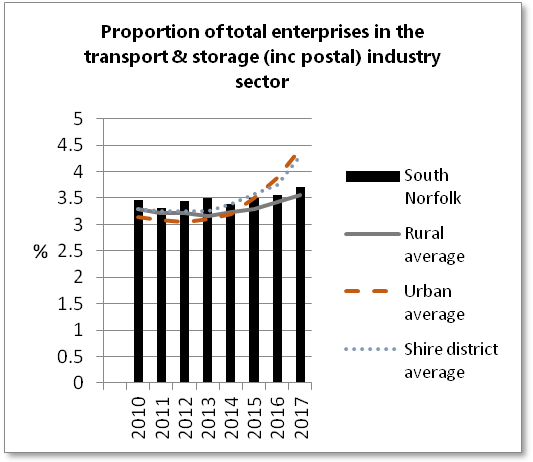 Proportion of total enterprises in the
transport & storage (inc postal) industry
sector
5
4.5
4
3.5
3
2.5
2
1.5
1
0.5
0
%
2010
2011
2012
2013
2014
2015
2016
2017
South
Norfolk
Rural
average
Urban
average
Shire district
average